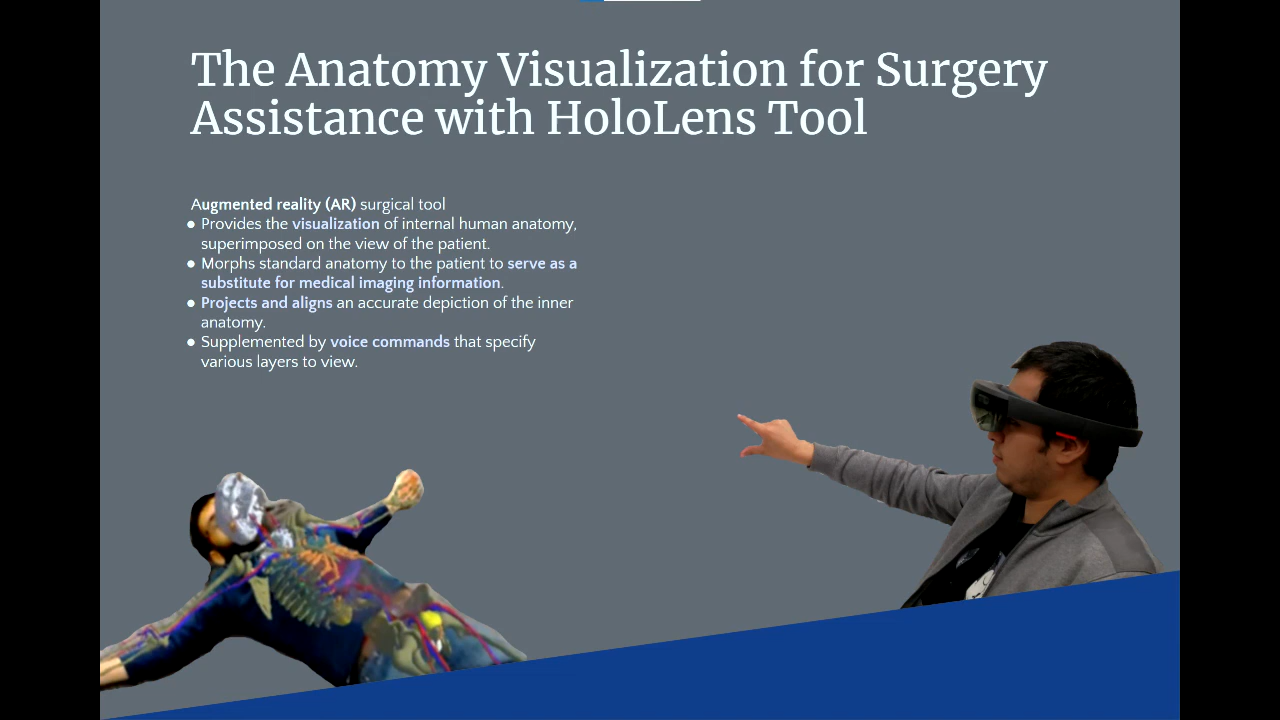 The Anatomy Visualization for Surgery
Assistance with HoloLens Tool
Augmented reality (AR) surgical tool
● Provides the visualization of internal human anatomy,
superimposed on the view of the patient.
● Morphs standard anatomy to the patient to serve as a
substitute for medical imaging information.
● Projects and aligns an accurate depiction of the inner
anatomy.
● Supplemented by voice commands that specify
various layers to view.